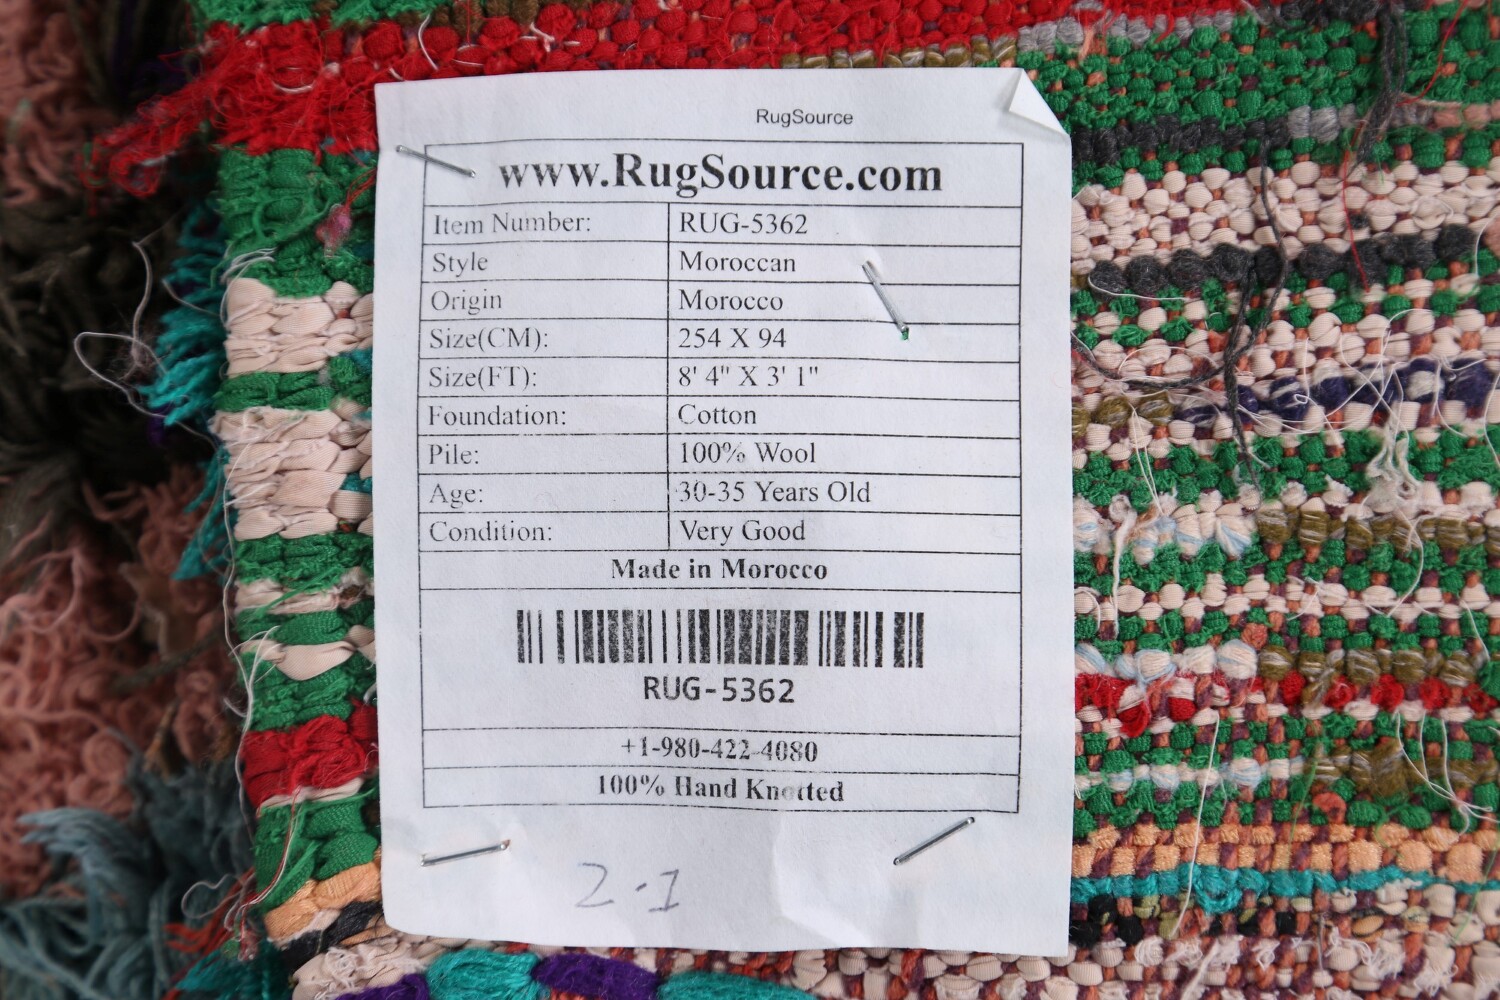 RugSource
www.RugSource.com
Item Number: RUG-5362
Style Moroccan
Origin Morocco
Size(CM): 254 X 94
Size(FT): 8' 4" X 3' 1"
Foundation: Cotton
Pile: 100% Wool
Age: 30-35 Years Old
Condition: Very Good
Made in Morocco
RUG-5362
+1-980-422-4080
100% Hand Knotted
2.1